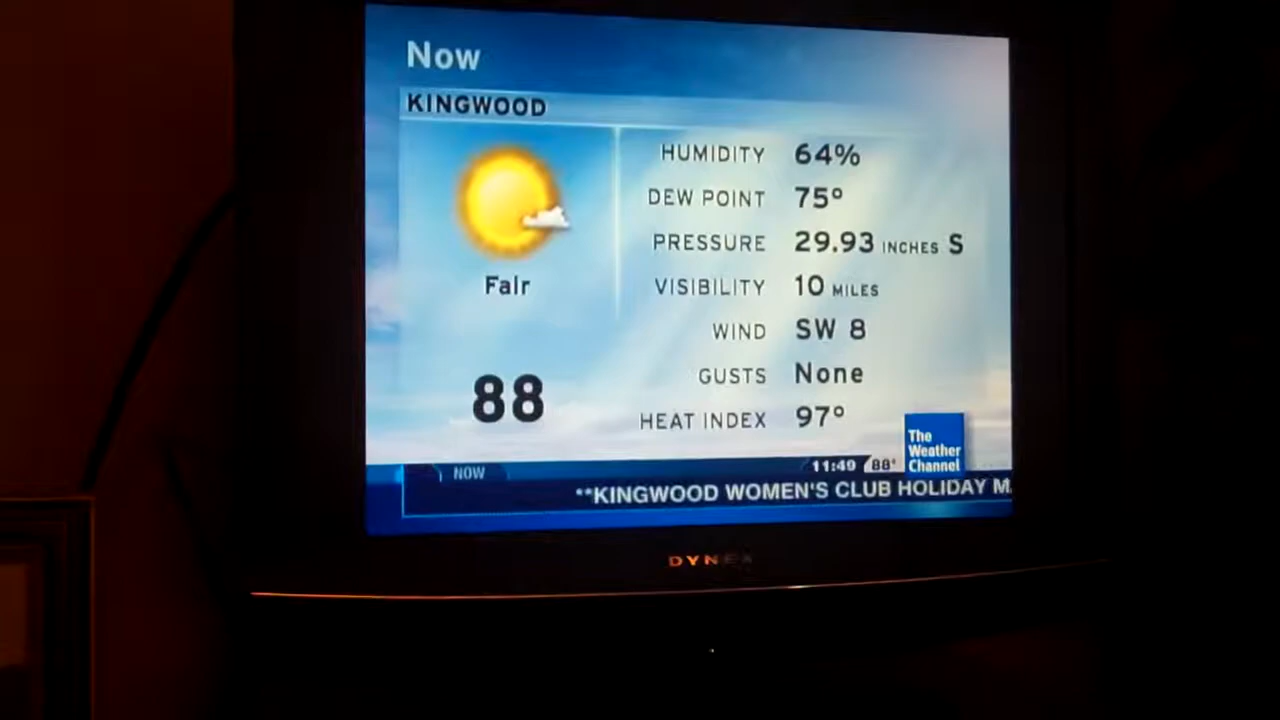 Now
KINGWOOD
HUMIDITY 64%
DEW POINT 75°
PRESSURE 29.93 INCHES S
VISIBILITY 10 MILES
Fair
WIND SW 8
GUSTS None
88
HEAT INDEX 97°
The
Weather
Channel
NOW 11:49 88°
**KINGWOOD WOMEN'S CLUB HOLIDAY
DYNEX